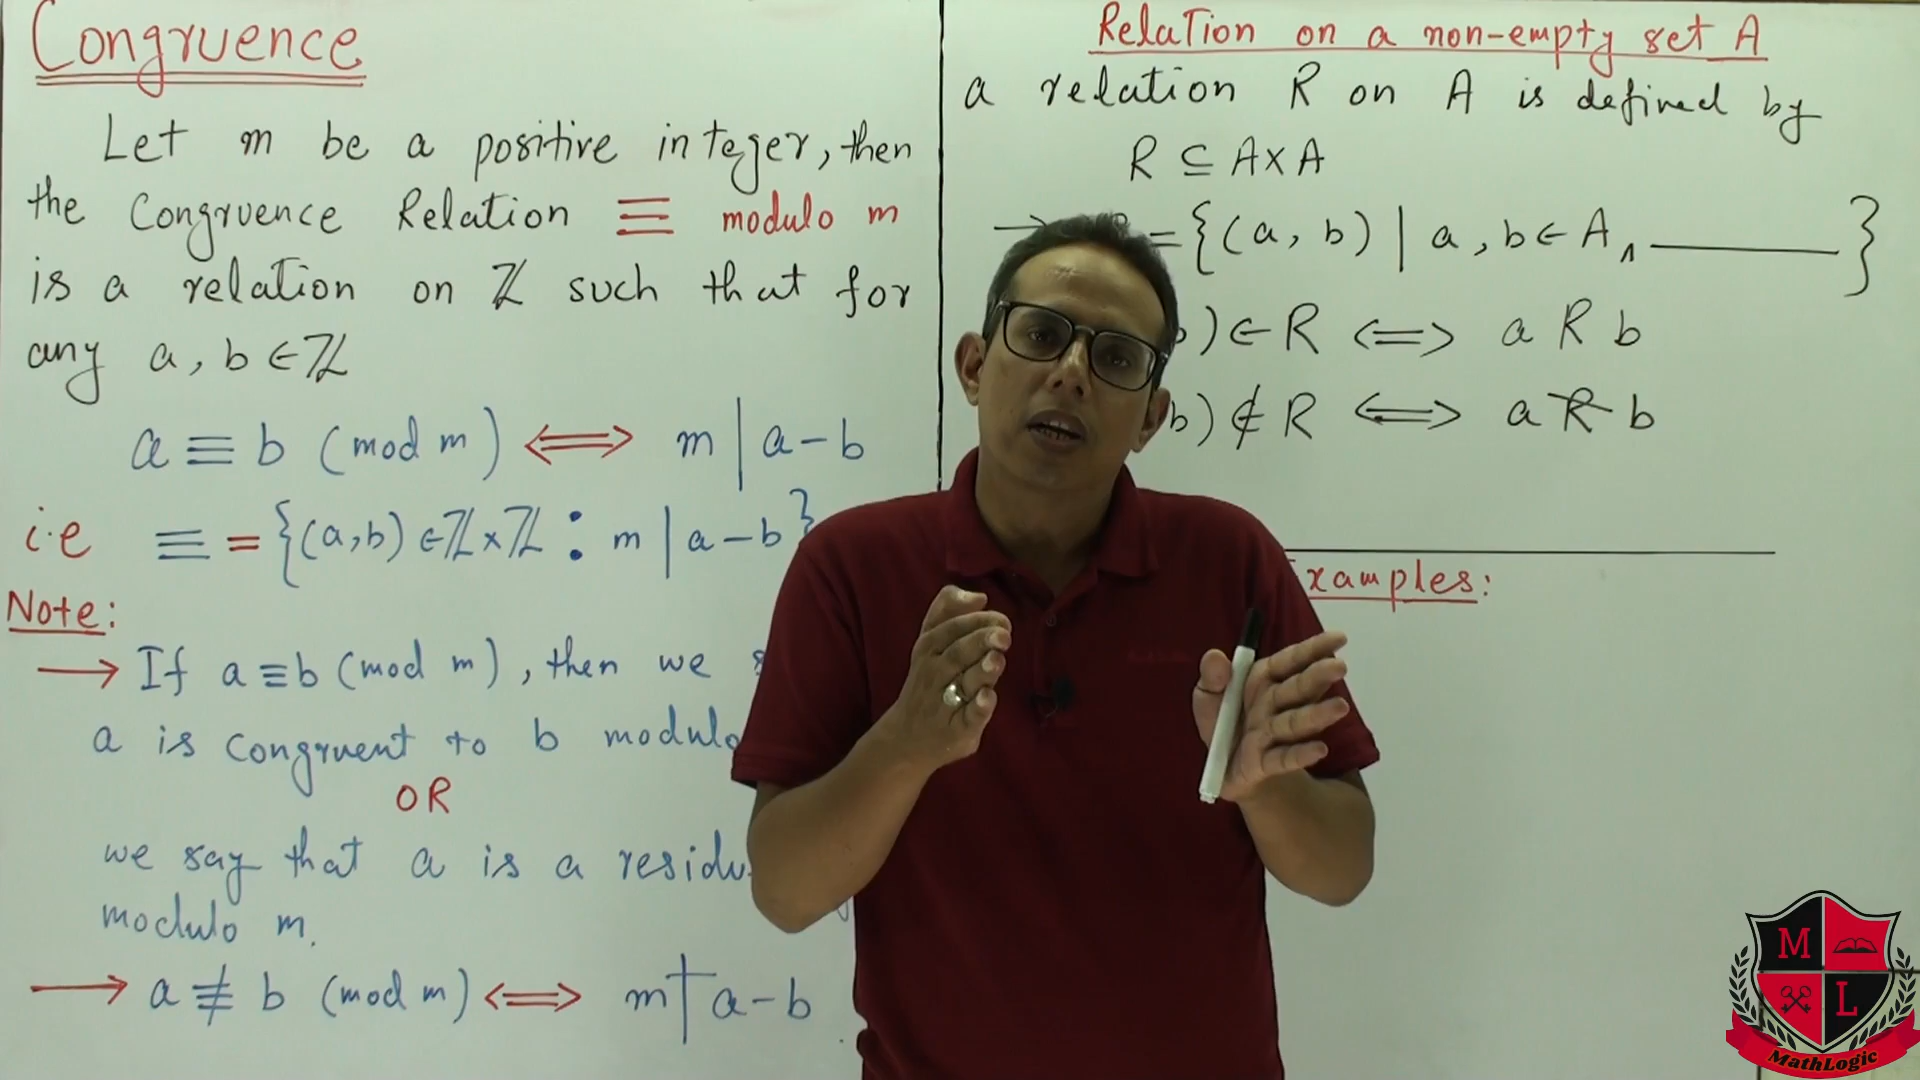 Congruence
Let m be a positive integer, then
the Congruence Relation ≡ modulo m
is a relation on ℤ such that for
any a, b ∈ ℤ
a ≡ b (mod m) ⟺ m | a - b
i.e ≡ = {(a,b) ∈ ℤ × ℤ : m | a - b}
Note:
→ If a ≡ b (mod m), then we
a is congruent to b modulo
OR
we say that a is a
modulo m.
→ a ≢ b (mod m) ⟺ m ∤ a - b
Relation on a non-empty set A
a relation R on A is defined by
R ⊆ A × A
→ = {(a, b) | a, b ∈ A ∧ ______}
) ∈ R ⟺ a R b
b) ∉ R ⟺ a R̸ b
xamples:
M
L
MathLogic